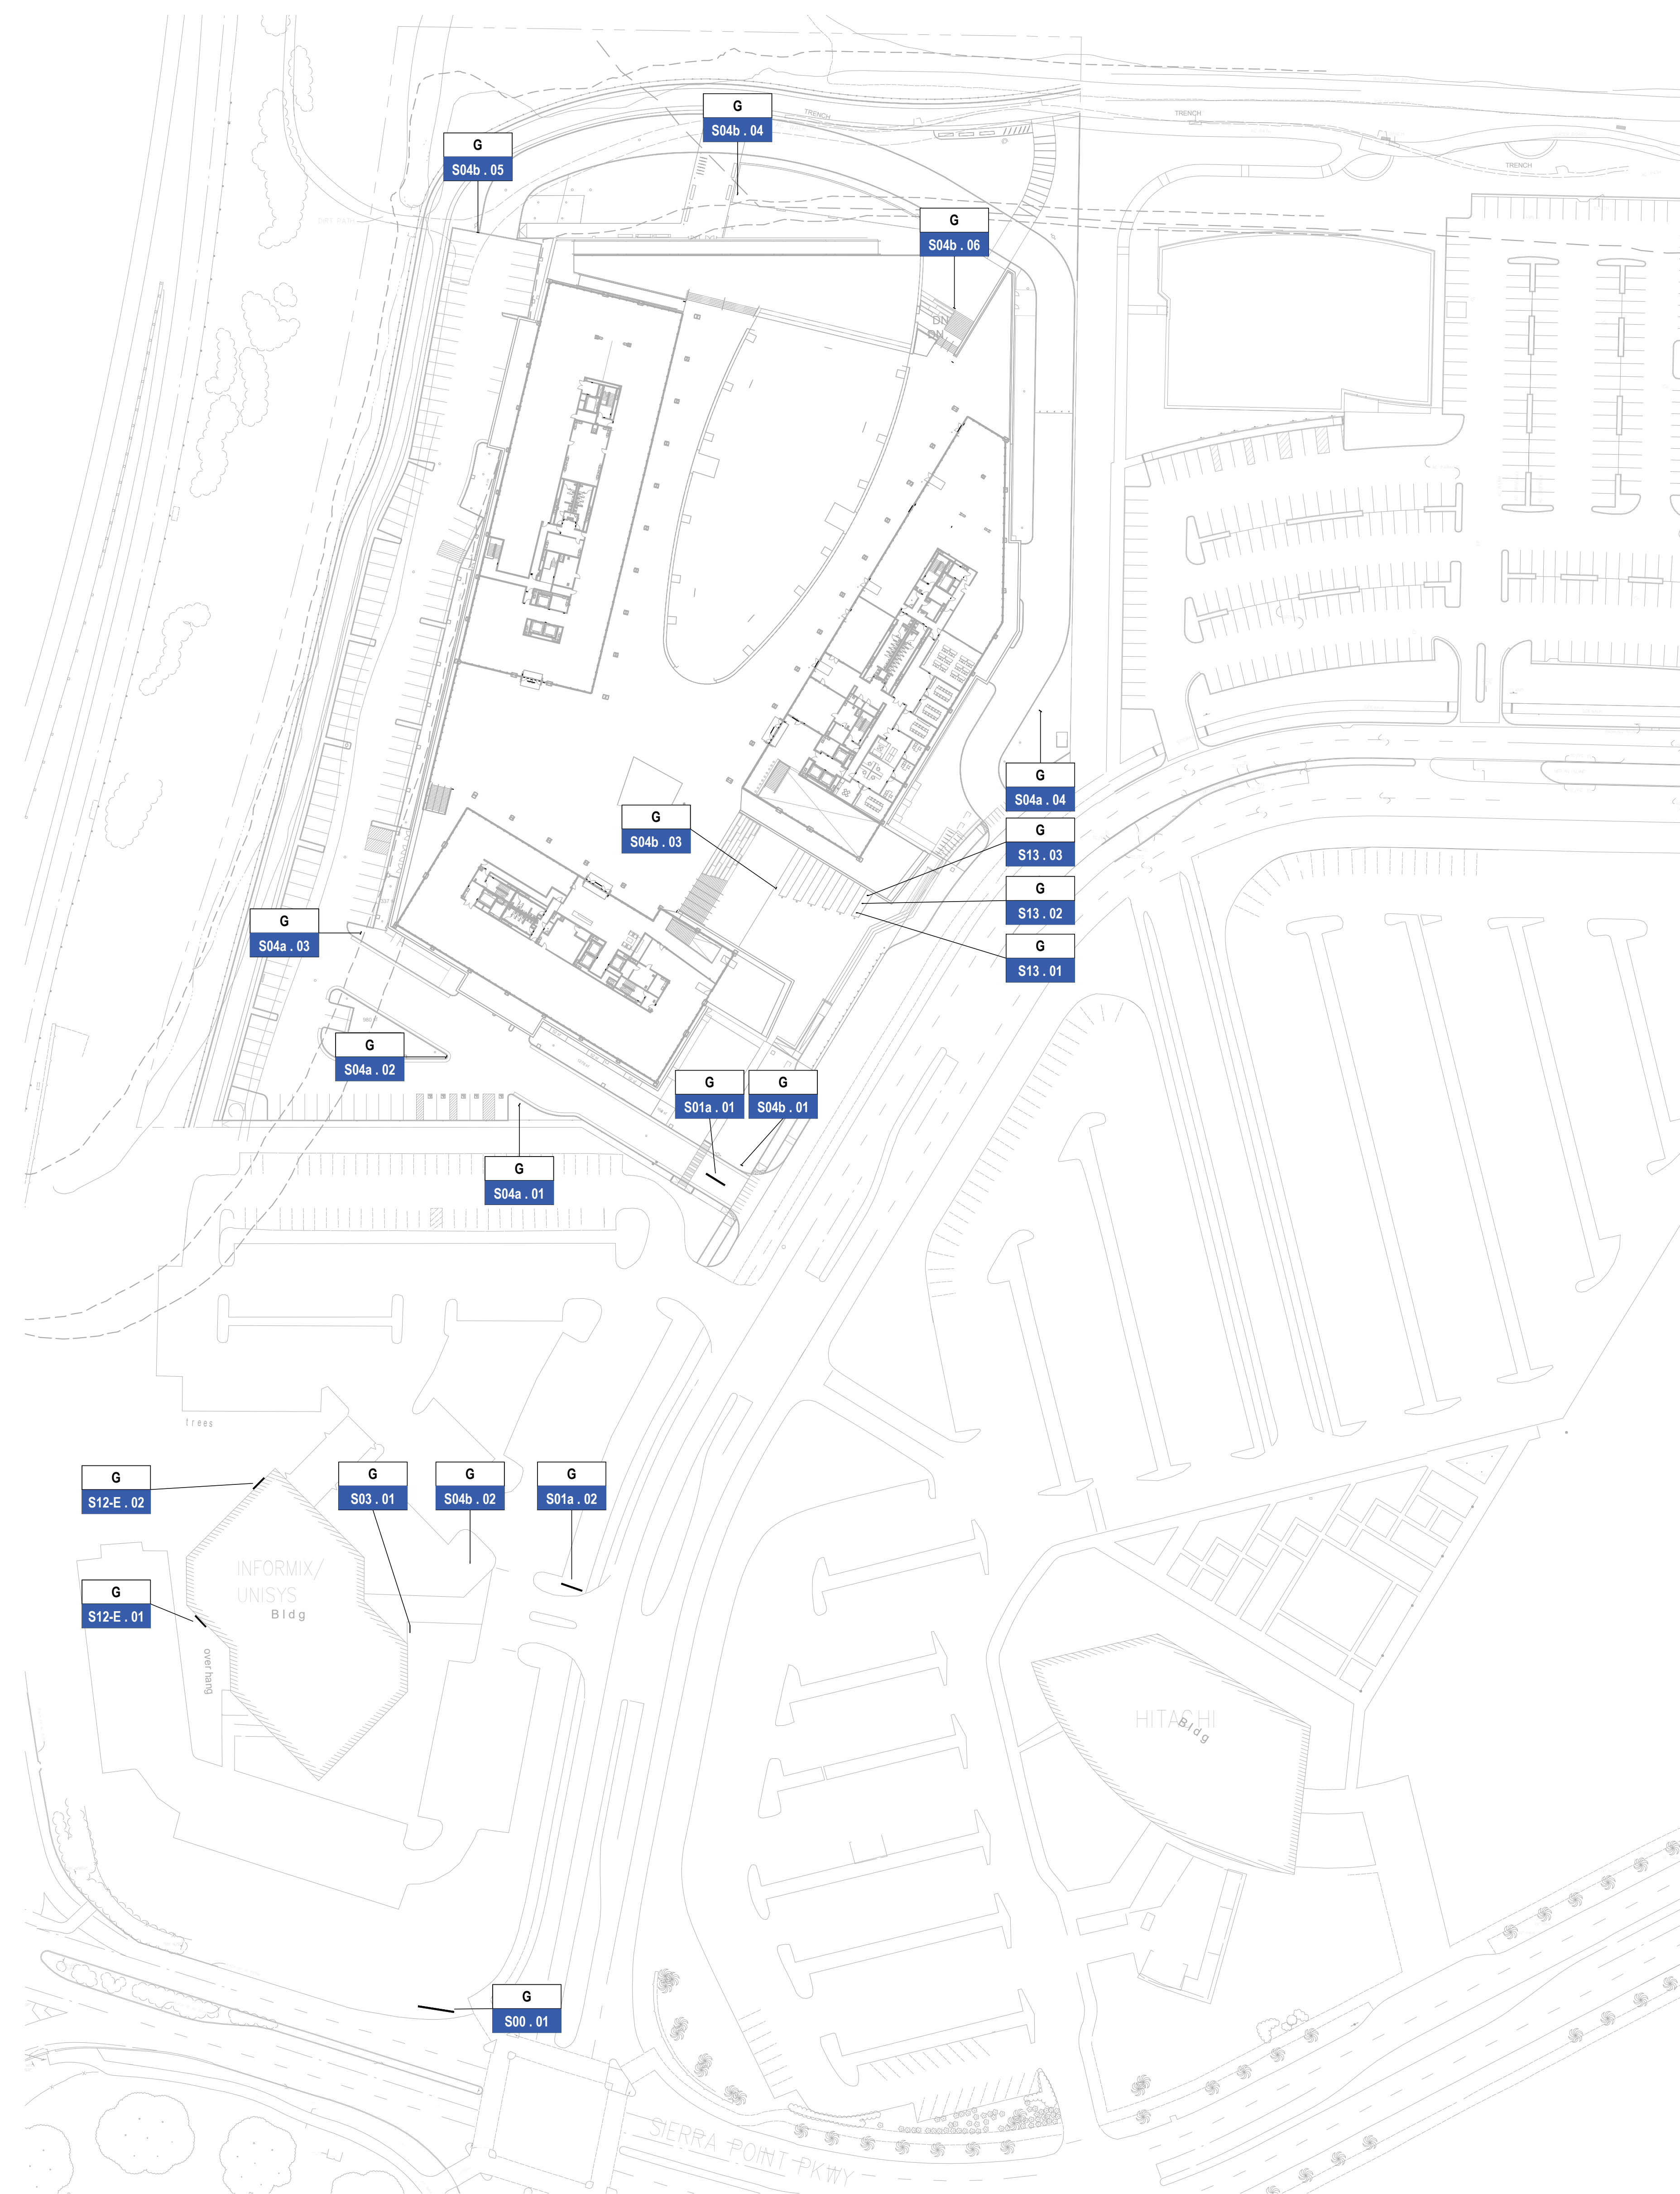 G
S04b . 04
TRENCH
TRENCH
G
S04b . 05
TRENCH
G
S04b . 06
DN
DN
G
S04a . 04
G
S04b . 03
G
S13 . 03
G
S13 . 02
G
S13 . 01
G
S04a . 03
G
S04a . 02
G
S01a . 01
G
S04b . 01
G
S04a . 01
trees
G
S12-E . 02
G
S03 . 01
G
S04b . 02
G
S01a . 02
INFORMIX/
UNISYS
Bldg
G
S12-E . 01
overhang
HITACHI
Bldg
G
S00 . 01
SIERRA POINT PKWY